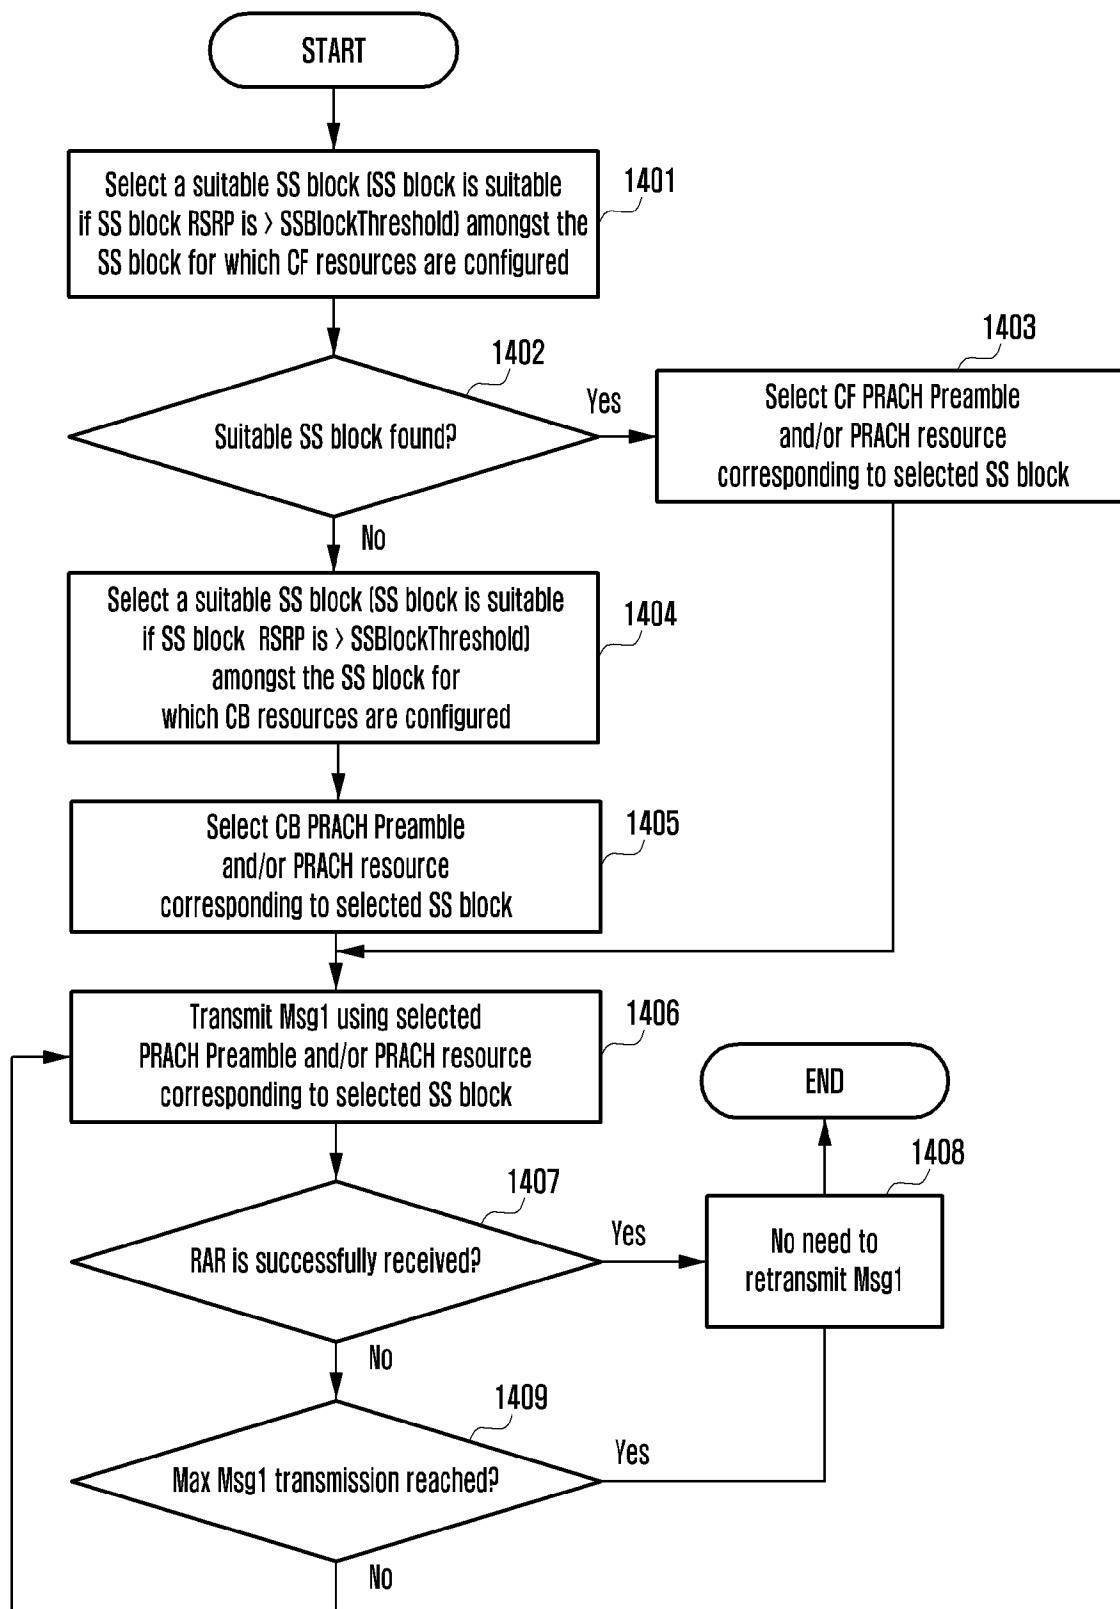 START
Select a suitable SS block (SS block is suitable
if SS block RSRP is > SSBlockThreshold) amongst the
SS block for which CF resources are configured
1401
1402
Suitable SS block found?
Yes
1403
Select CF PRACH Preamble
and/or PRACH resource
corresponding to selected SS block
No
Select a suitable SS block (SS block is suitable
if SS block RSRP is > SSBlockThreshold)
amongst the SS block for
which CB resources are configured
1404
Select CB PRACH Preamble
and/or PRACH resource
corresponding to selected SS block
1405
Transmit Msg1 using selected
PRACH Preamble and/or PRACH resource
corresponding to selected SS block
1406
END
1407
RAR is successfully received?
Yes
1408
No need to
retransmit Msg1
No
1409
Max Msg1 transmission reached?
Yes
No